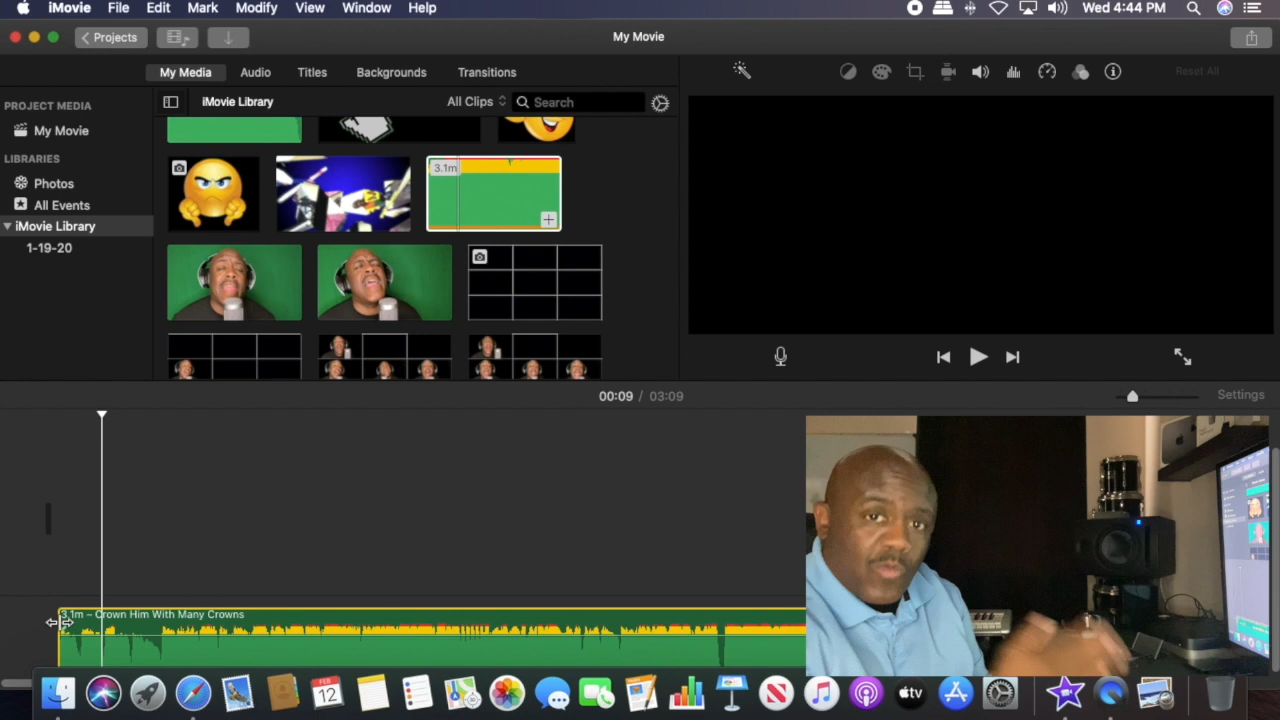 iMovie File Edit Mark Modify View Window Help Wed 4:44 PM
Projects My Movie
My Media Audio Titles Backgrounds Transitions Reset All
PROJECT MEDIA iMovie Library All Clips Search
My Movie
LIBRARIES
Photos
All Events
iMovie Library
1-19-20
3.1m
00:09 / 03:09 Settings
3.1m – Crown Him With Many Crowns
FEB
12
tv